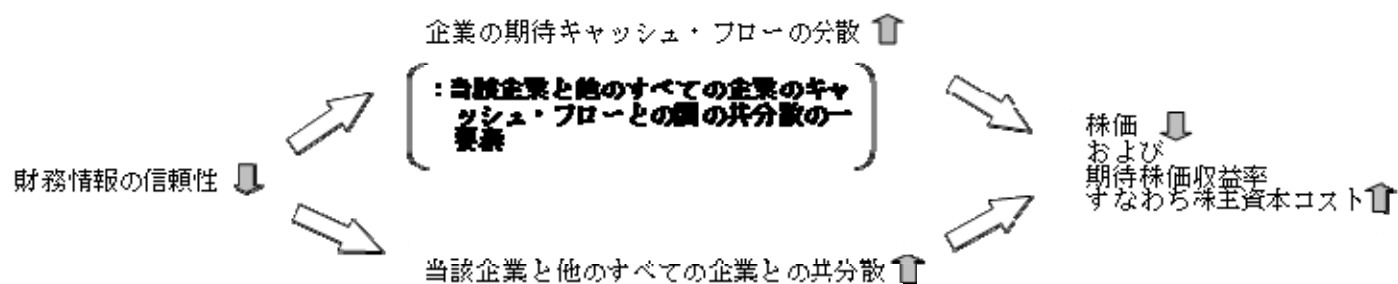 企業の期待キャッシュ・フローの分散
:当該企業と他のすべての企業のキャ
ッシュ・フローとの間の共分散の一
要素
財務情報の信頼性
株価
および
期待株価収益率
すなわち株主資本コスト
当該企業と他のすべての企業との共分散